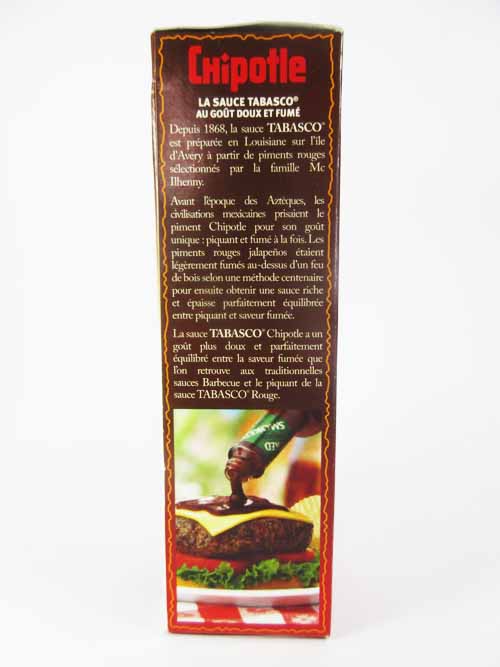 CHipotle
LA SAUCE TABASCO®
AU GOÛT DOUX ET FUMÉ
Depuis 1868, la sauce TABASCO®
est préparée en Louisiane sur l'île
d'Avery à partir de piments rouges
sélectionnés par la famille Mc
Ilhenny.
Avant l'époque des Aztèques, les
civilisations mexicaines prisaient le
piment Chipotle pour son goût
unique : piquant et fumé à la fois. Les
piments rouges jalapeños étaient
légèrement fumés au-dessus d'un feu
de bois selon une méthode centenaire
pour ensuite obtenir une sauce riche
et épaisse parfaitement équilibrée
entre piquant et saveur fumée.
La sauce TABASCO® Chipotle a un
goût plus doux et parfaitement
équilibré entre la saveur fumée que
l'on retrouve aux traditionnelles
sauces Barbecue et le piquant de la
sauce TABASCO® Rouge.